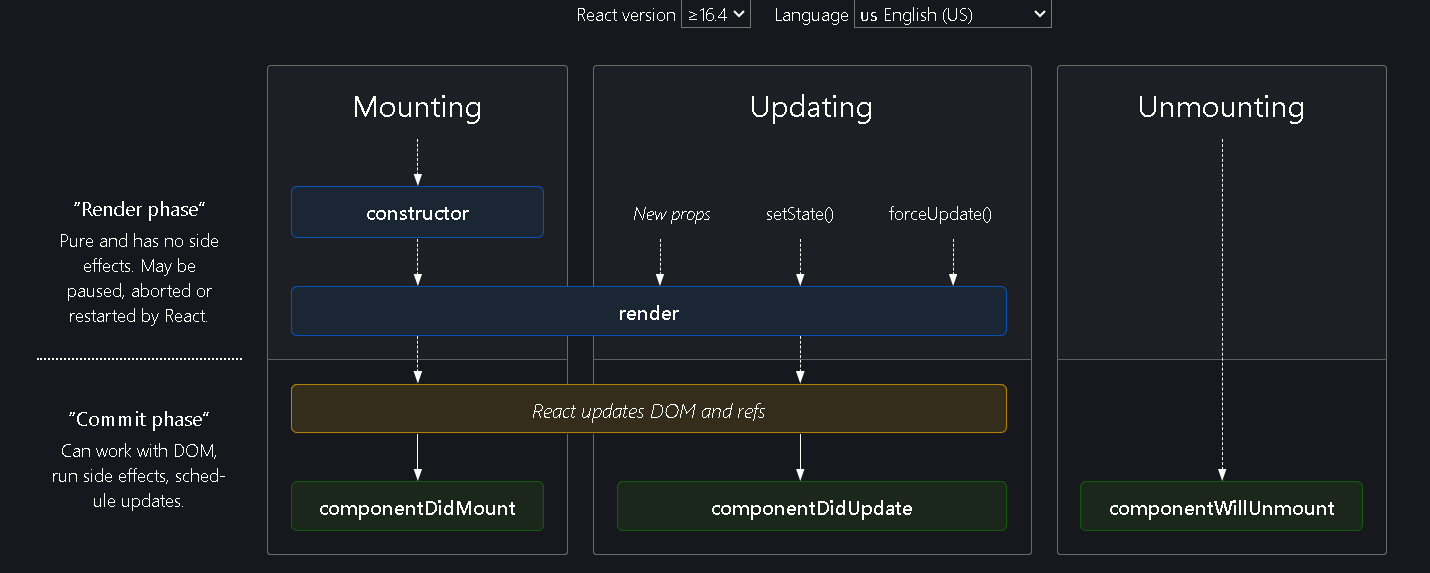 React version ≥16.4 Language us English (US)
Mounting
Updating
Unmounting
"Render phase"
Pure and has no side
effects. May be
paused, aborted or
restarted by React.
constructor
New props
setState()
forceUpdate()
render
"Commit phase"
Can work with DOM,
run side effects, sched-
ule updates.
React updates DOM and refs
componentDidMount
componentDidUpdate
componentWillUnmount